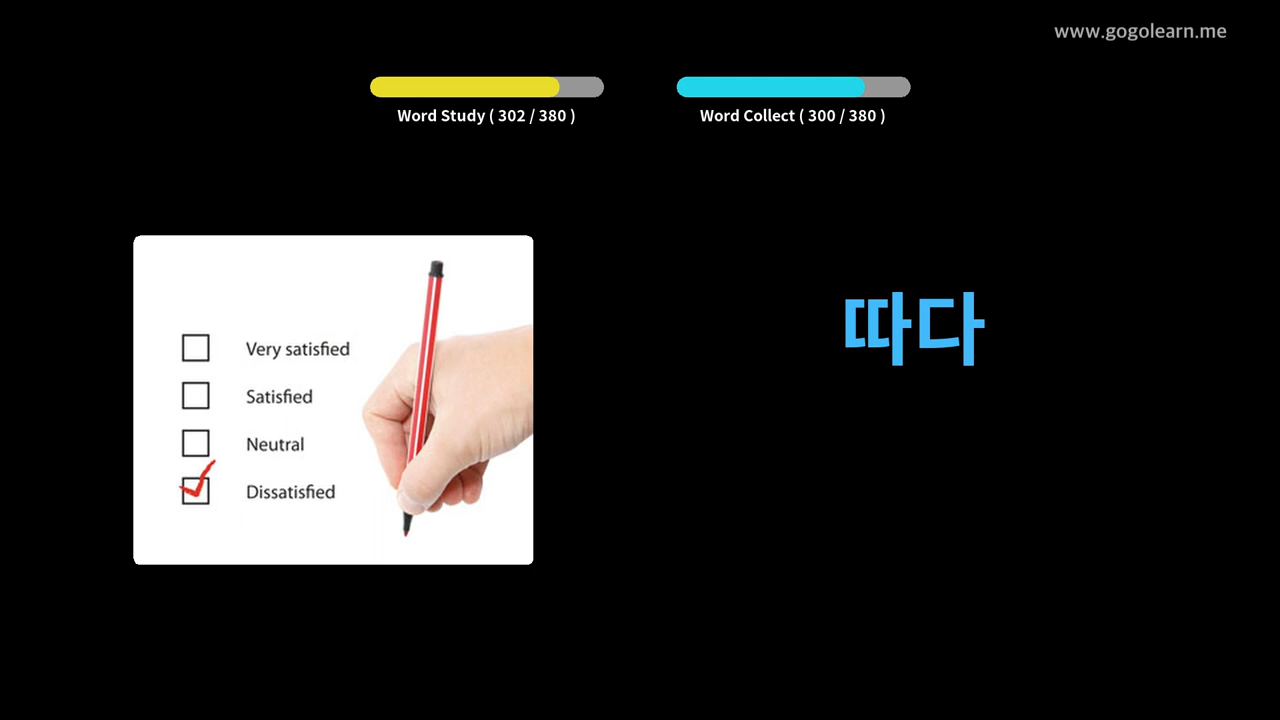 www.gogolearn.me
Word Study ( 302 / 380 )
Word Collect ( 300 / 380 )
Very satisfied
Satisfied
Neutral
Dissatisfied
따다